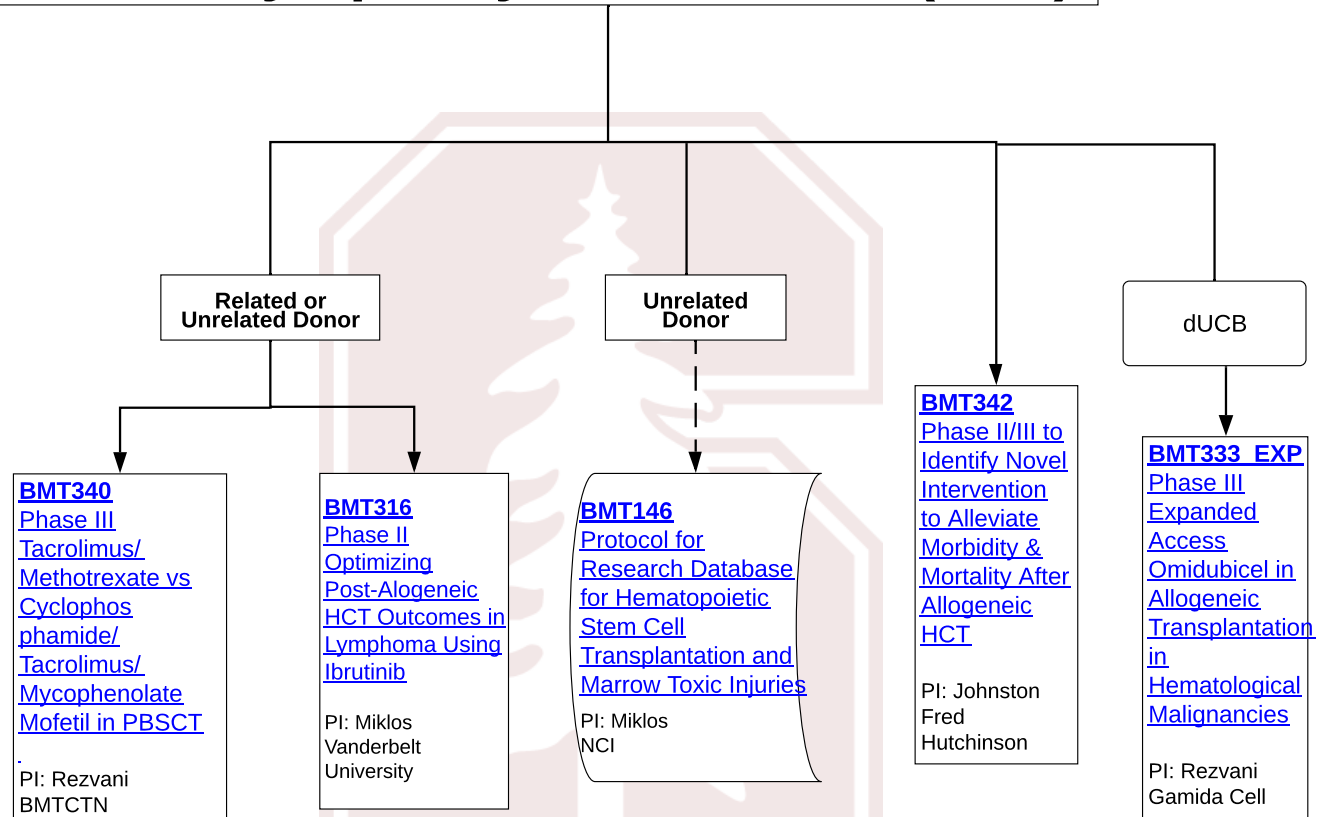 Related or
Unrelated Donor
Unrelated
Donor
dUCB
BMT340
Phase III
Tacrolimus/
Methotrexate vs
Cyclophos
phamide/
Tacrolimus/
Mycophenolate
Mofetil in PBSCT
PI: Rezvani
BMTCTN
BMT316
Phase II
Optimizing
Post-Alogeneic
HCT Outcomes in
Lymphoma Using
Ibrutinib
PI: Miklos
Vanderbelt
University
BMT146
Protocol for
Research Database
for Hematopoietic
Stem Cell
Transplantation and
Marrow Toxic Injuries
PI: Miklos
NCI
BMT342
Phase II/III to
Identify Novel
Intervention
to Alleviate
Morbidity &
Mortality After
Allogeneic
HCT
PI: Johnston
Fred
Hutchinson
BMT333_EXP
Phase III
Expanded
Access
Omidubicel in
Allogeneic
Transplantation
in
Hematological
Malignancies
PI: Rezvani
Gamida Cell